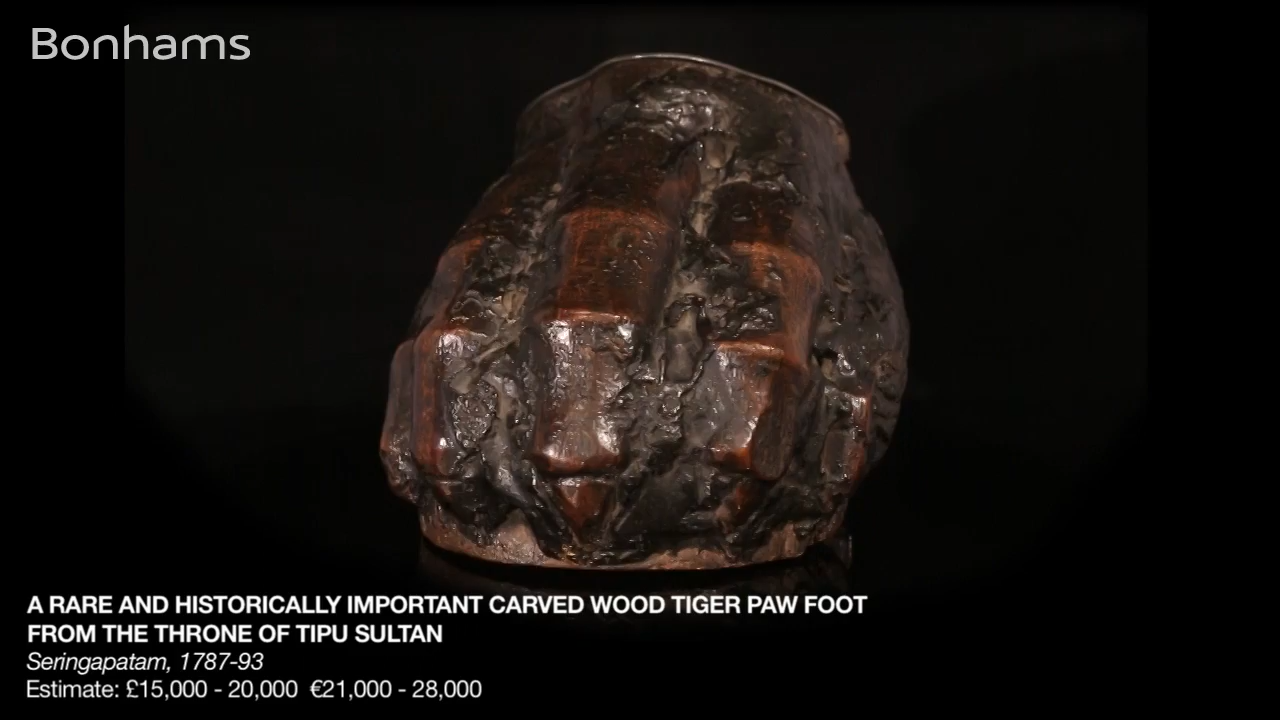 Bonhams
A RARE AND HISTORICALLY IMPORTANT CARVED WOOD TIGER PAW FOOT
FROM THE THRONE OF TIPU SULTAN
Seringapatam, 1787-93
Estimate: £15,000 - 20,000 €21,000 - 28,000